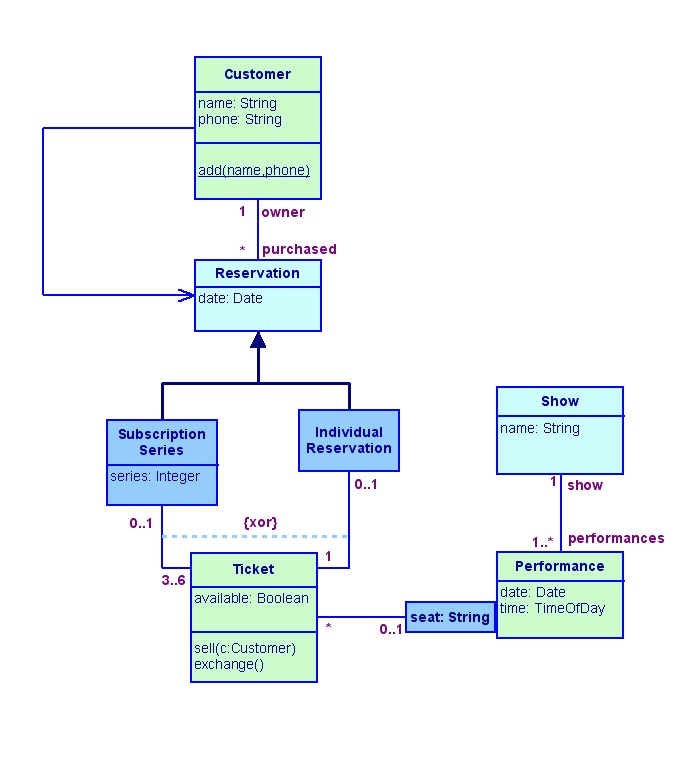 Customer
name: String
phone: String
add(name,phone)
1 owner
* purchased
Reservation
date: Date
Subscription
Series
series: Integer
Individual
Reservation
Show
name: String
0..1
0..1
{xor}
1 show
1..* performances
3..6
1
Ticket
available: Boolean
sell(c:Customer)
exchange()
*
0..1
seat: String
Performance
date: Date
time: TimeOfDay